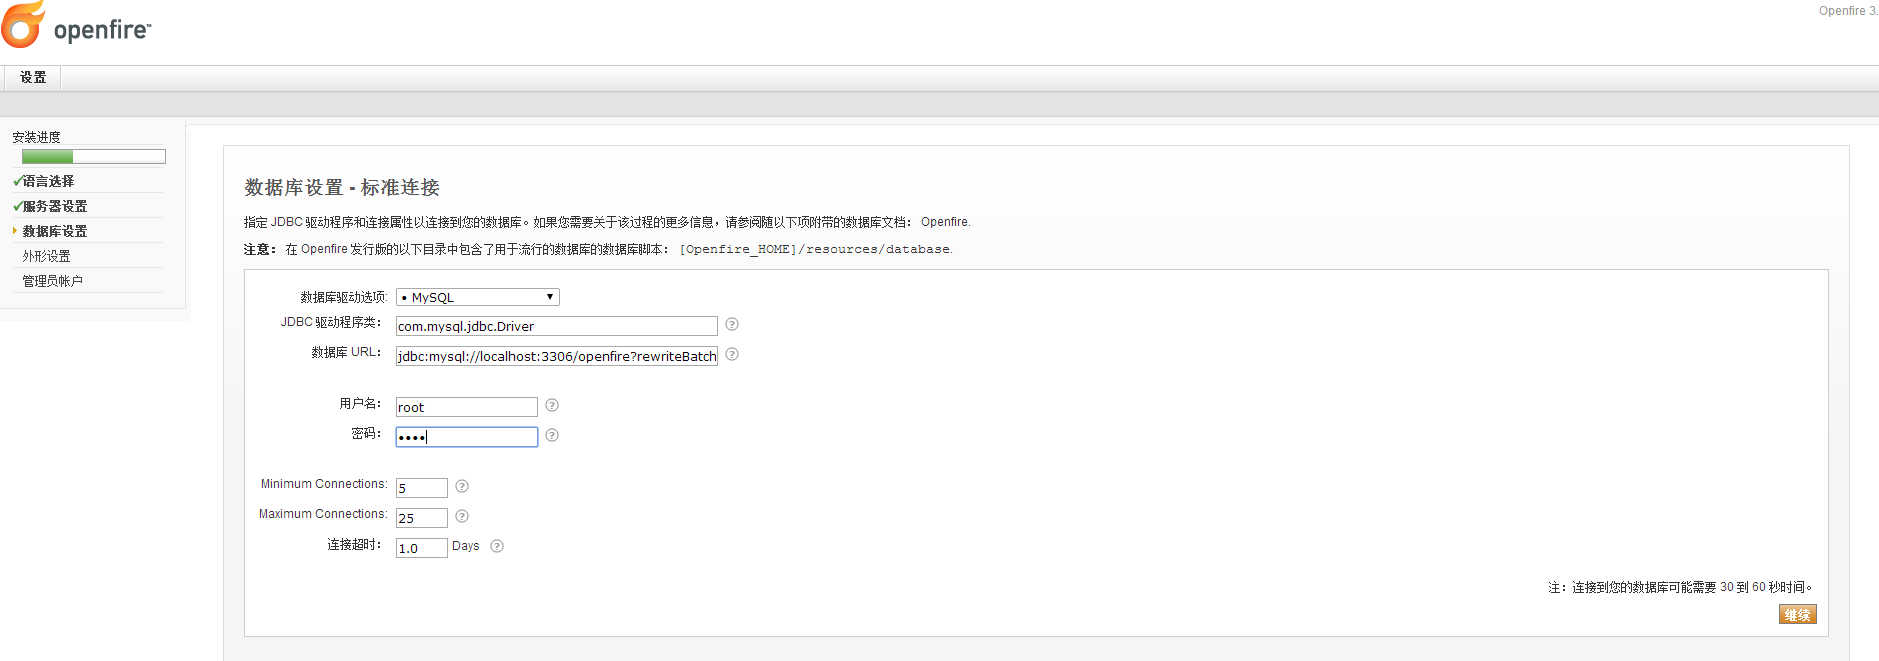 openfire™
Openfire 3.
设置
安装进度
语言选择
服务器设置
数据库设置
外形设置
管理员帐户
数据库设置 - 标准连接
指定 JDBC 驱动程序和连接属性以连接到您的数据库。如果您需要关于该过程的更多信息，请参阅随以下项附带的数据库文档： Openfire.
注意： 在 Openfire 发行版的以下目录中包含了用于流行的数据库的数据库脚本： [Openfire_HOME]/resources/database.
数据库驱动选项: • MySQL
JDBC 驱动程序类： com.mysql.jdbc.Driver
数据库 URL： jdbc:mysql://localhost:3306/openfire?rewriteBatch
用户名： root
密码： ••••
Minimum Connections: 5
Maximum Connections: 25
连接超时： 1.0 Days
注：连接到您的数据库可能需要 30 到 60 秒时间。
继续